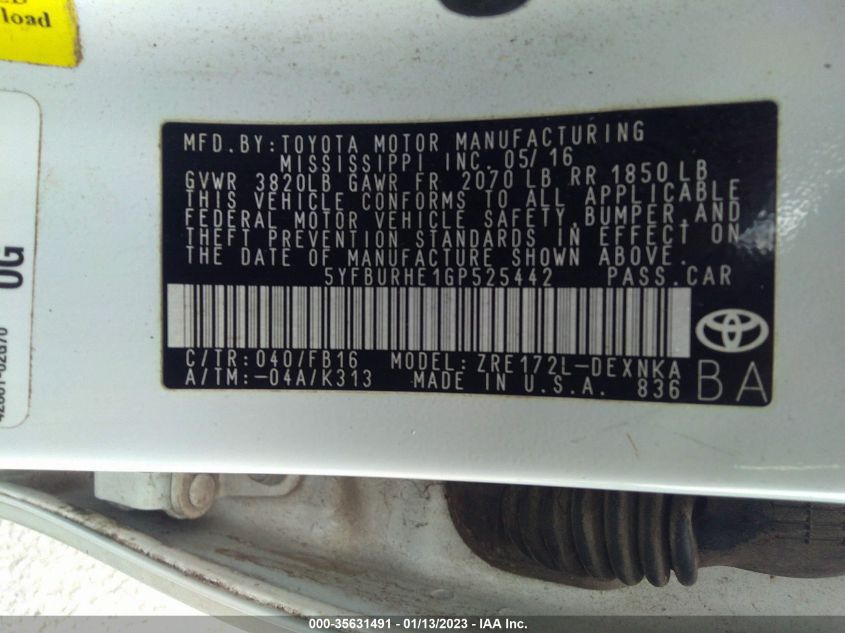 load
MFD.BY:TOYOTA MOTOR MANUFACTURING
MISSISSIPPI INC. 05/16
GVWR 3820LB GAWR FR 2070 LB RR 1850 LB
THIS VEHICLE CONFORMS TO ALL APPLICABLE
FEDERAL MOTOR VEHICLE SAFETY,BUMPER,AND
THEFT PREVENTION STANDARDS IN EFFECT ON
THE DATE OF MANUFACTURE SHOWN ABOVE.
5YFBURHE1GP525442 PASS.CAR
C/TR:040/FB16 MODEL:ZRE172L-DEXNKA
A/TM:-04A/K313 MADE IN U.S.A. 836
BA
000-35631491 - 01/13/2023 - IAA Inc.